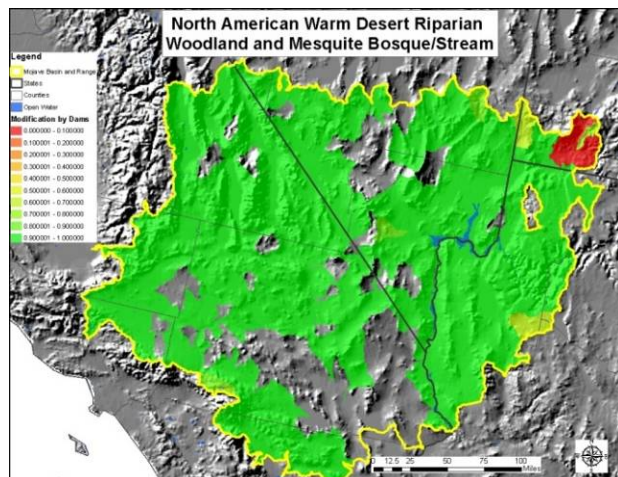 North American Warm Desert Riparian
Woodland and Mesquite Bosque/Stream
Legend
Mojave Basin and Range
States
Counties
Open Water
Modification by Dams
0.000000 - 0.100000
0.100001 - 0.200000
0.200001 - 0.300000
0.300001 - 0.400000
0.400001 - 0.500000
0.500001 - 0.600000
0.600001 - 0.700000
0.700001 - 0.800000
0.800001 - 0.900000
0.900001 - 1.000000
0 12.5 25 50 75 100
Miles